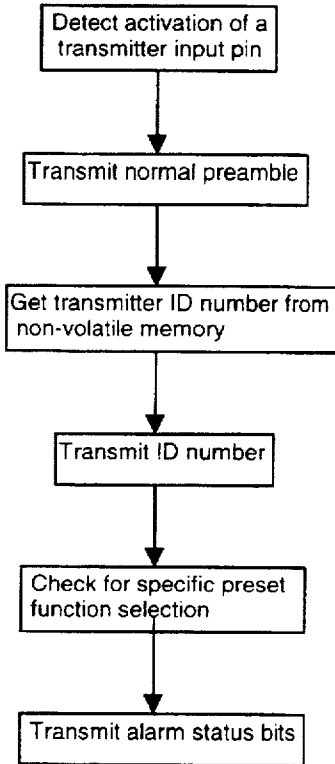 Detect activation of a
transmitter input pin
Transmit normal preamble
Get transmitter ID number from
non-volatile memory
Transmit ID number
Check for specific preset
function selection
Transmit alarm status bits